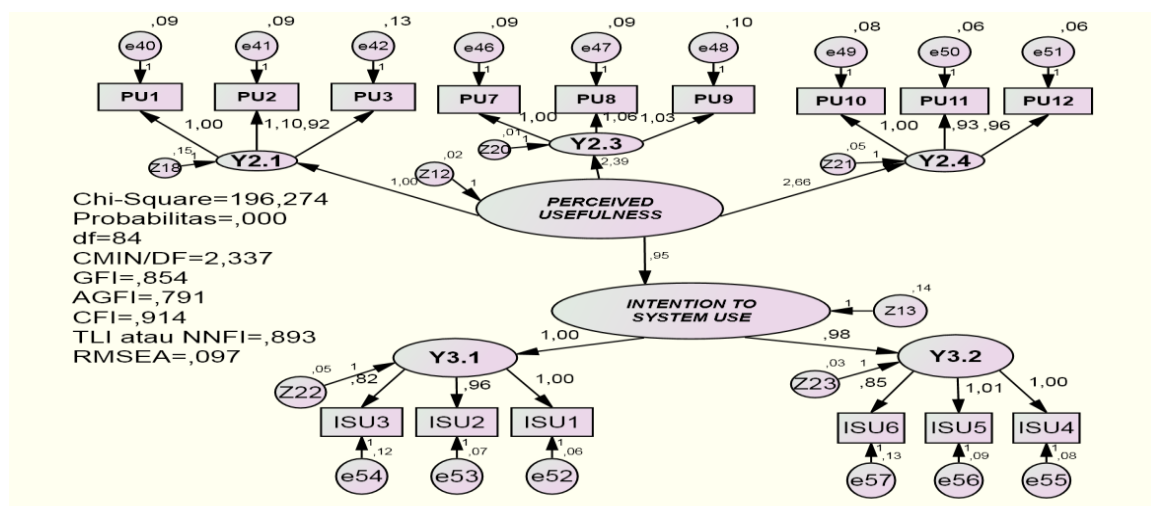 ,09 ,09 ,13 ,09 ,09 ,10 ,08 ,06 ,06
e40 e41 e42 e46 e47 e48 e49 e50 e51
1 1 1 1 1 1 1 1 1
PU1 PU2 PU3 PU7 PU8 PU9 PU10 PU11 PU12
1,00 1,10 ,92 1,00 1,06 1,03 1,00 ,93 ,96
,15 1 ,01 1 ,05 1
Z18 Y2.1 Z20 Y2.3 Z21 Y2.4
,02
Z12 1
1,00 2,39 2,66
PERCEIVED
USEFULNESS
Chi-Square=196,274
Probabilitas=,000
df=84
CMIN/DF=2,337
GFI=,854
AGFI=,791
CFI=,914
TLI atau NNFI=,893
RMSEA=,097
,95
INTENTION TO
SYSTEM USE
,14
1 Z13
1,00 ,98
Y3.1 Y3.2
,05 1 ,03 1
Z22 Z23
,82 ,96 1,00 ,85 1,01 1,00
ISU3 ISU2 ISU1 ISU6 ISU5 ISU4
1 1 1 1 1 1
,12 ,07 ,06 ,13 ,09 ,08
e54 e53 e52 e57 e56 e55